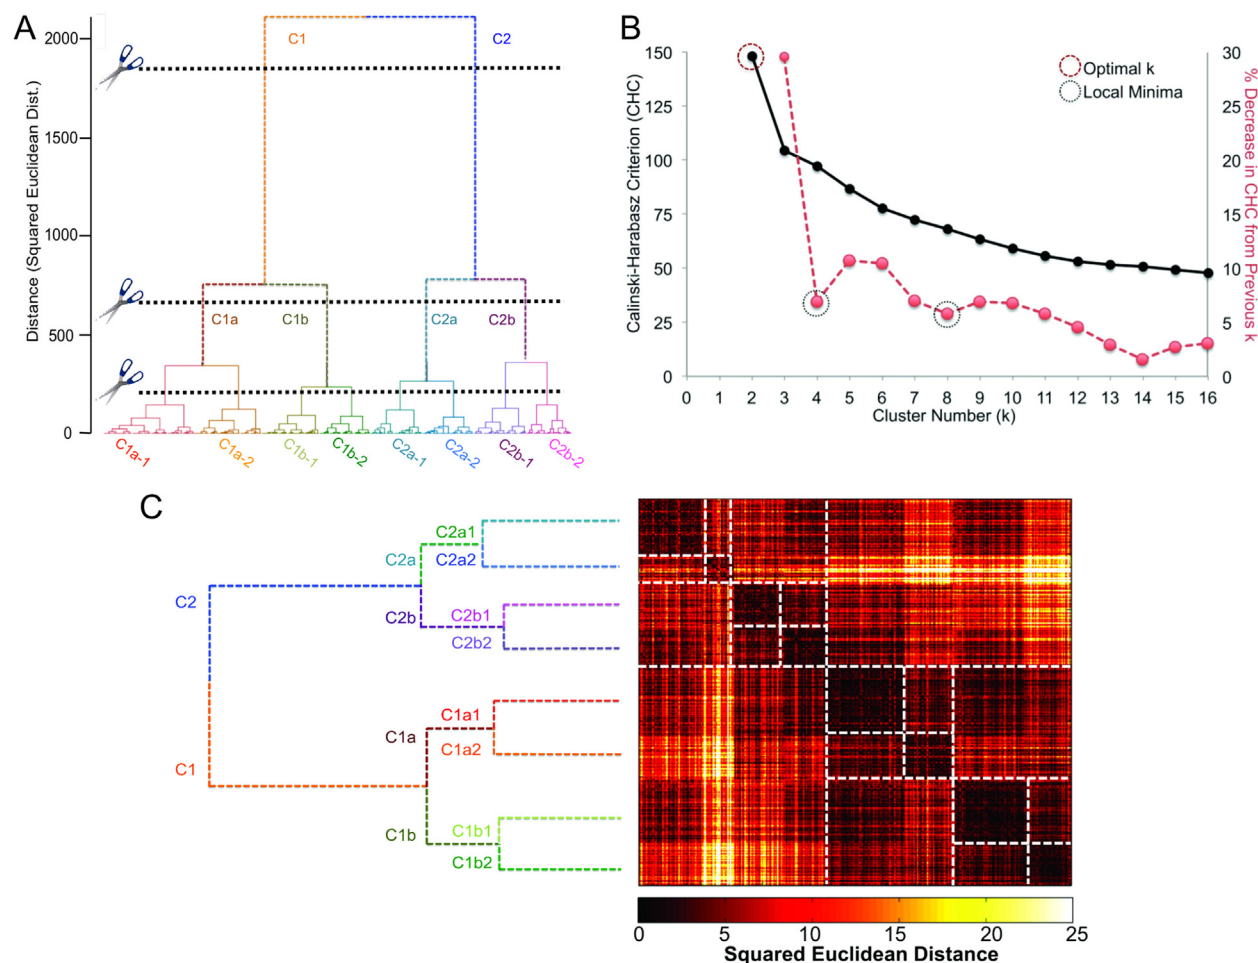 A
Distance (Squared Euclidean Dist.)
2000
1500
1000
500
0
C1
C2
C1a
C1b
C2a
C2b
C1a-1
C1a-2
C1b-1
C1b-2
C2a-1
C2a-2
C2b-1
C2b-2
B
Calinski-Harabasz Criterion (CHC)
150
125
100
75
50
25
0
Optimal k
Local Minima
30
25
20
15
10
5
0
% Decrease in CHC from Previous k
0 1 2 3 4 5 6 7 8 9 10 11 12 13 14 15 16
Cluster Number (k)
C
C2
C1
C2a
C2b
C1a
C1b
C2a1
C2a2
C2b1
C2b2
C1a1
C1a2
C1b1
C1b2
0 5 10 15 20 25
Squared Euclidean Distance